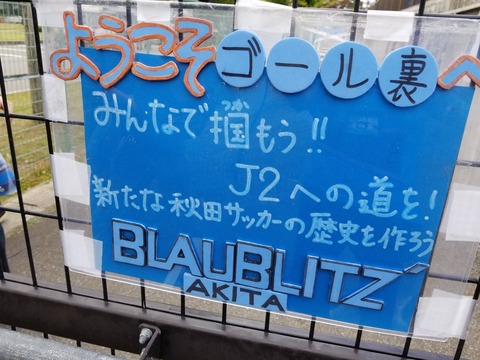 ようこそゴール裏へ
みんなで掴もう!!
J2への道を!
新たな秋田サッカーの歴史を作ろう
BLAUBLITZ
AKITA